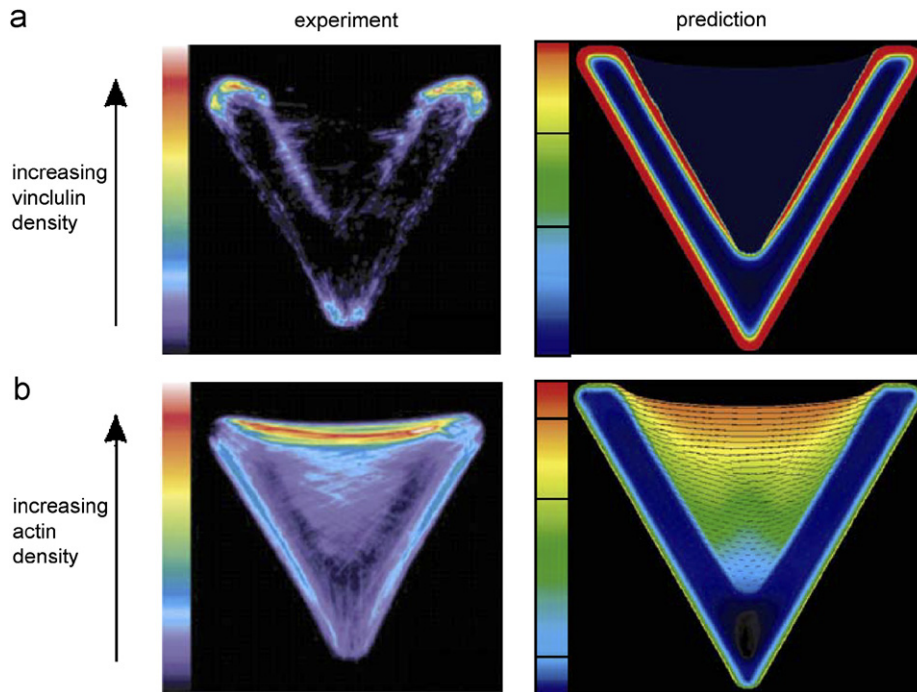 a
experiment
prediction
increasing
vinclulin
density
b
increasing
actin
density